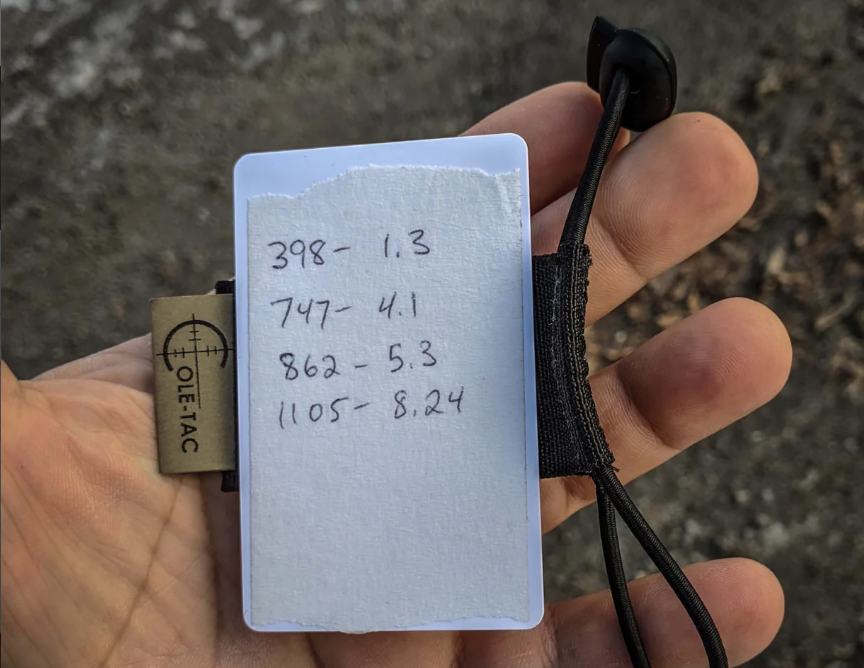 398- 1.3
747- 4.1
862- 5.3
1105- 8.24
OLE-TAC